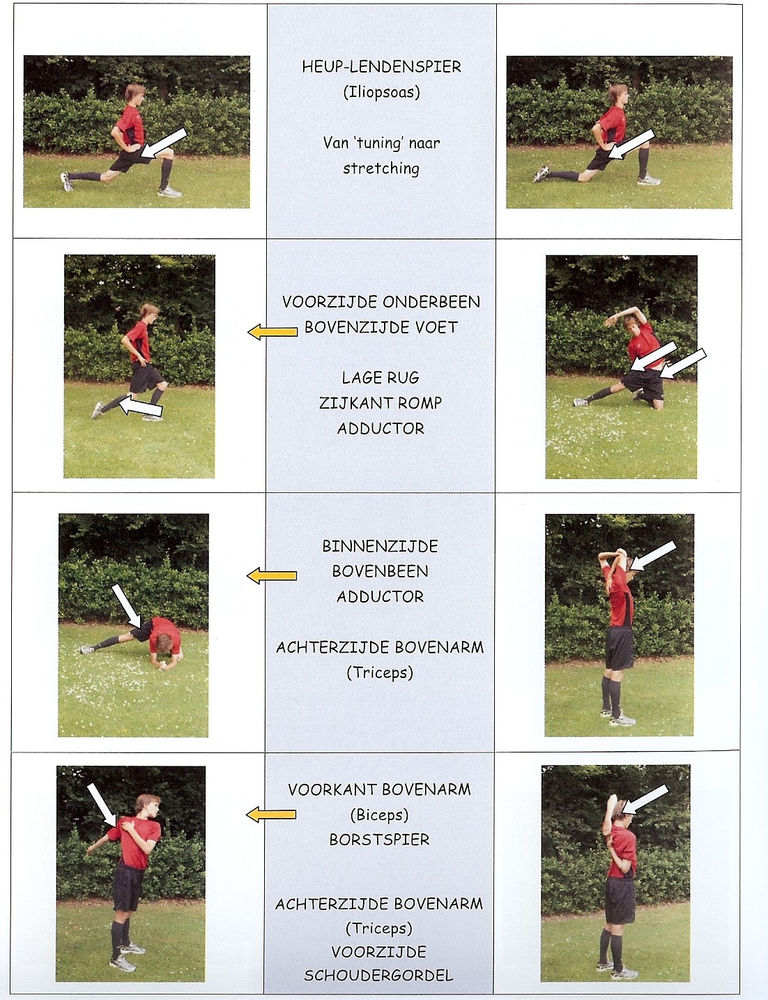 HEUP-LENDENSPIER
(Iliopsoas)
Van 'tuning' naar
stretching
VOORZIJDE ONDERBEEN
BOVENZIJDE VOET
LAGE RUG
ZIJKANT ROMP
ADDUCTOR
BINNENZIJDE
BOVENBEEN
ADDUCTOR
ACHTERZIJDE BOVENARM
(Triceps)
VOORKANT BOVENARM
(Biceps)
BORSTSPIER
ACHTERZIJDE BOVENARM
(Triceps)
VOORZIJDE
SCHOUDERGORDEL